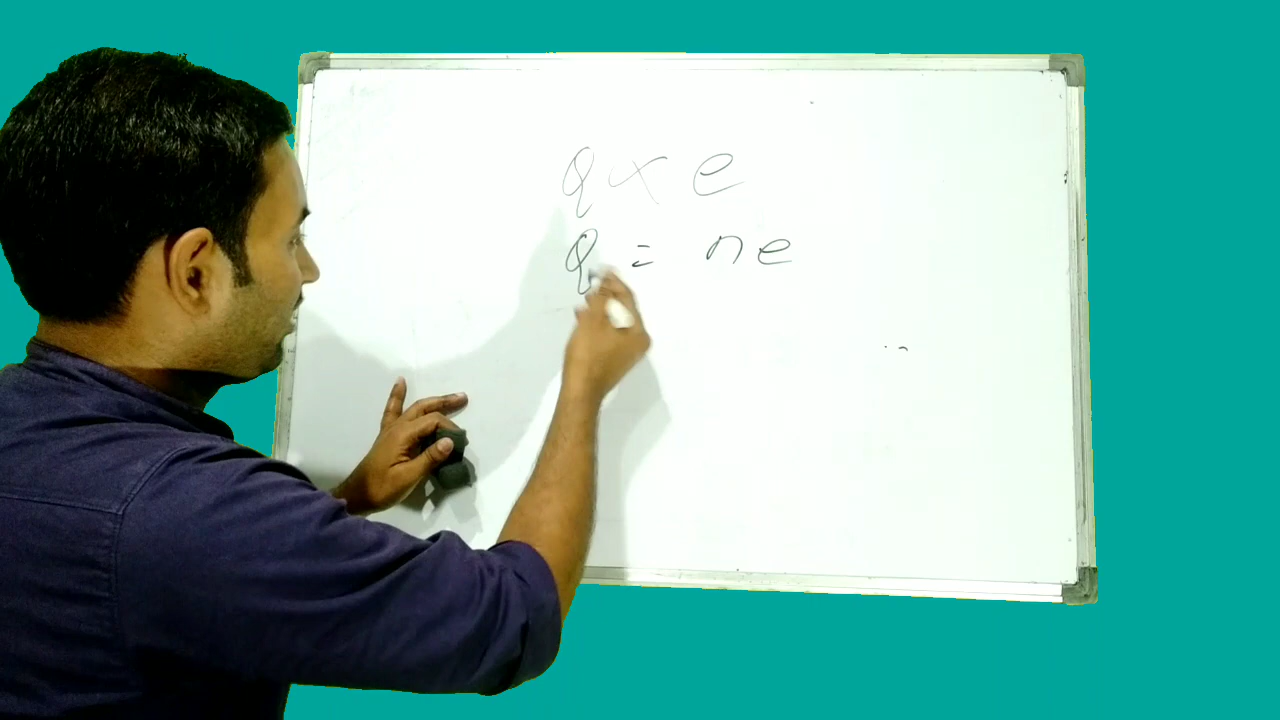 q ∝ e
q = ne